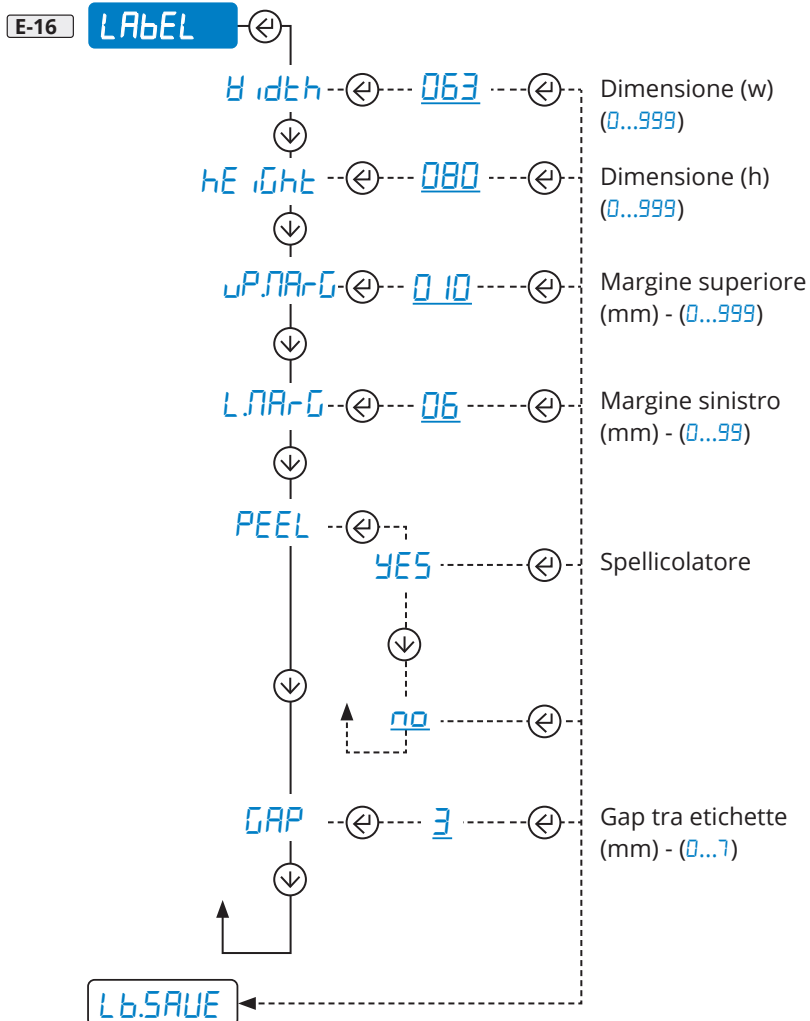 E-16 LAbEL
Width 063 Dimensione (w)
(0...999)
hEiGht 080 Dimensione (h)
(0...999)
uP.MArG 010 Margine superiore
(mm) - (0...999)
L.MArG 06 Margine sinistro
(mm) - (0...99)
PEEL
YES Spellicolatore
no
GAP 3 Gap tra etichette
(mm) - (0...7)
Lb.SAVE